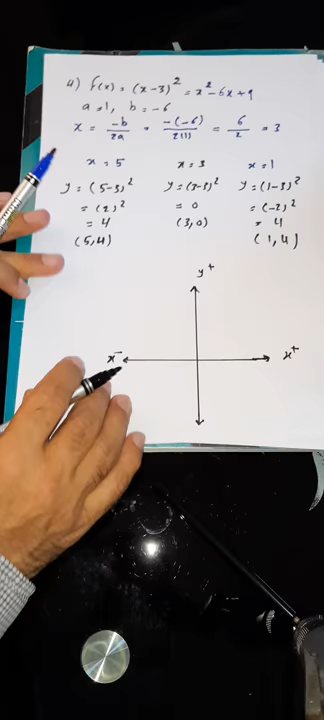 4) f(x) = (x-3)² = x²-6x+9
a=1, b=-6
x = -b/2a = -(-6)/2(1) = 6/2 = 3
x=5 x=3 x=1
y=(5-3)² y=(3-3)² y=(1-3)²
=(2)² =0 =(-2)²
=4 (3,0) =4
(5,4) (1,4)
y+
x- x+